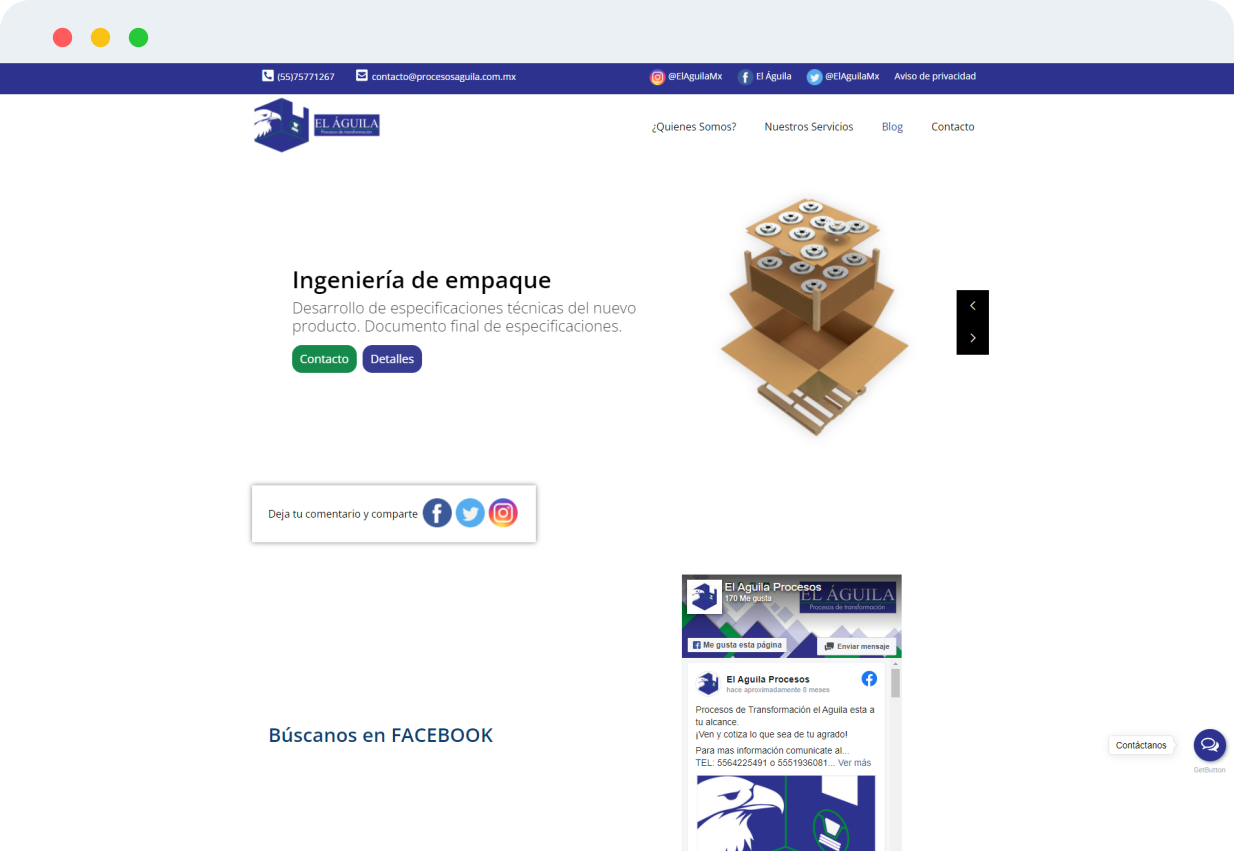 (55)75771267 contacto@procesosaguila.com.mx @ElAguilaMx El Águila @ElAguilaMx Aviso de privacidad
EL ÁGUILA
Procesos de transformación
¿Quienes Somos? Nuestros Servicios Blog Contacto
Ingeniería de empaque
Desarrollo de especificaciones técnicas del nuevo
producto. Documento final de especificaciones.
Contacto Detalles
Deja tu comentario y comparte
El Aguila Procesos
170 Me gusta
EL ÁGUILA
Procesos de transformación
Me gusta esta página Enviar mensaje
El Aguila Procesos
hace aproximadamente 8 meses
Procesos de Transformación el Aguila esta a
tu alcance.
¡Ven y cotiza lo que sea de tu agrado!
Para mas información comunicate al...
TEL: 5564225491 o 5551936081... Ver más
Búscanos en FACEBOOK
Contáctanos
GetButton